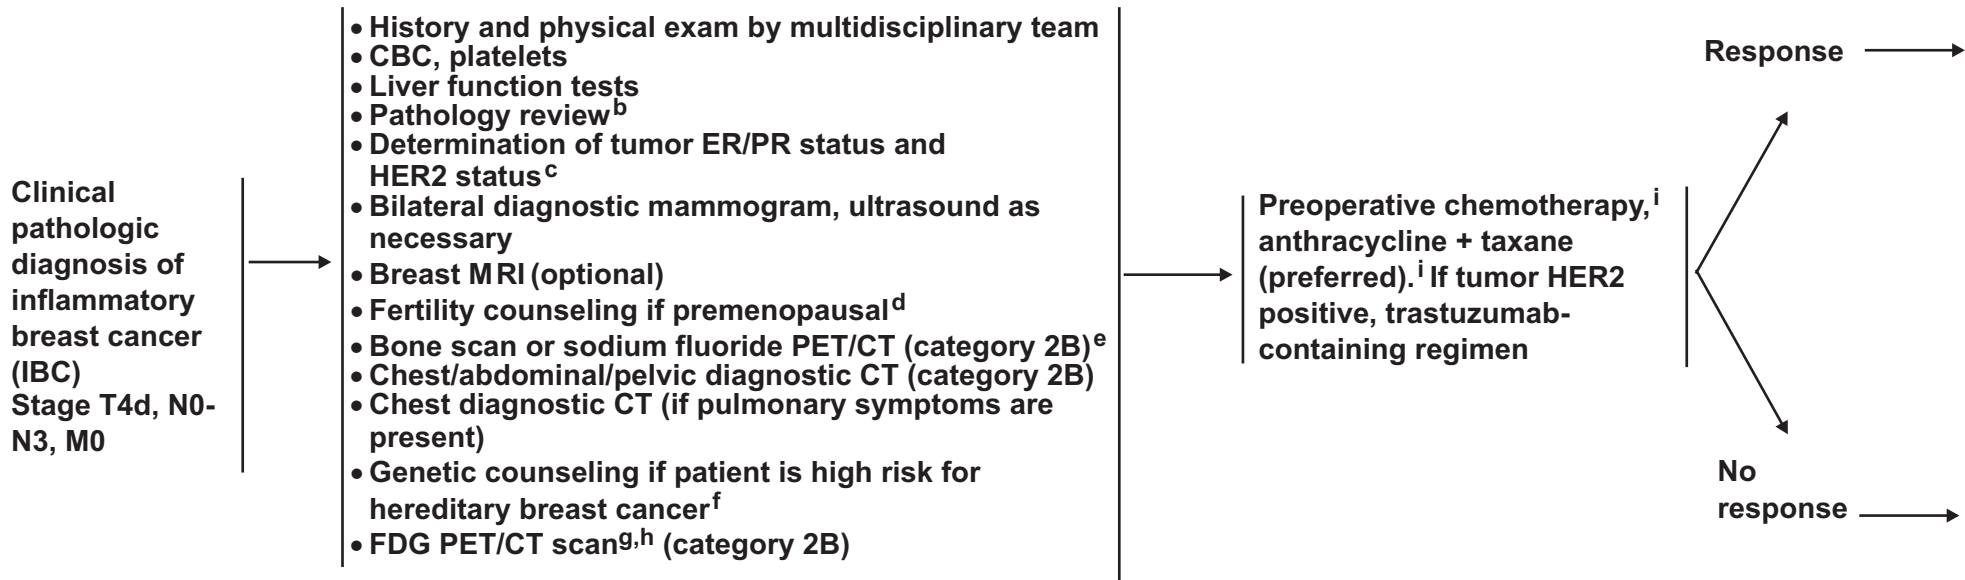 Clinical
pathologic
diagnosis of
inflammatory
breast cancer
(IBC)
Stage T4d, N0-
N3, M0
• History and physical exam by multidisciplinary team
• CBC, platelets
• Liver function tests
• Pathology review b
• Determination of tumor ER/PR status and
HER2 status c
• Bilateral diagnostic mammogram, ultrasound as
necessary
• Breast MRI (optional)
• Fertility counseling if premenopausal d
• Bone scan or sodium fluoride PET/CT (category 2B) e
• Chest/abdominal/pelvic diagnostic CT (category 2B)
• Chest diagnostic CT (if pulmonary symptoms are
present)
• Genetic counseling if patient is high risk for
hereditary breast cancer f
• FDG PET/CT scan g,h (category 2B)
Preoperative chemotherapy, i
anthracycline + taxane
(preferred). i If tumor HER2
positive, trastuzumab-
containing regimen
Response
No
response